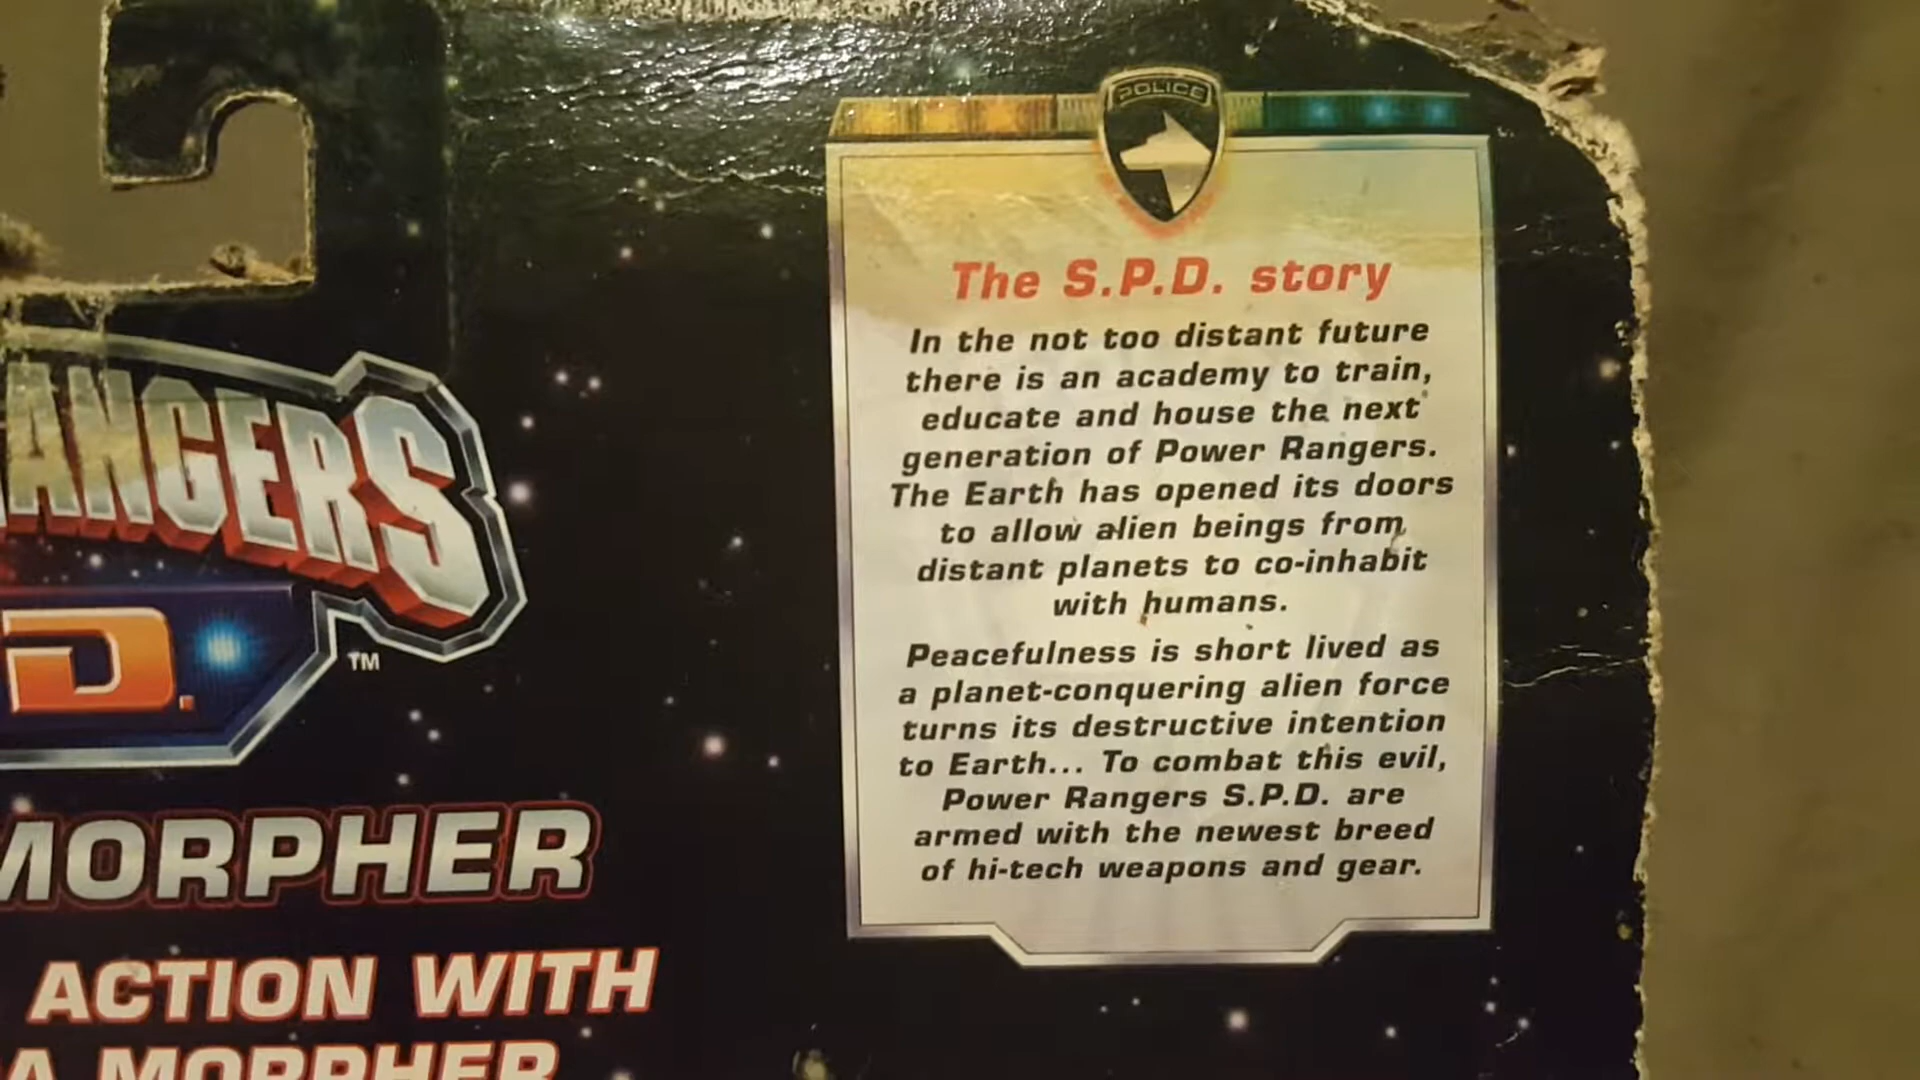 POLICE
The S.P.D. story
In the not too distant future
there is an academy to train,
educate and house the next
generation of Power Rangers.
The Earth has opened its doors
to allow alien beings from
distant planets to co-inhabit
with humans.
Peacefulness is short lived as
a planet-conquering alien force
turns its destructive intention
to Earth... To combat this evil,
Power Rangers S.P.D. are
armed with the newest breed
of hi-tech weapons and gear.
ANGERS
D.
TM
MORPHER
ACTION WITH
A MORPHER